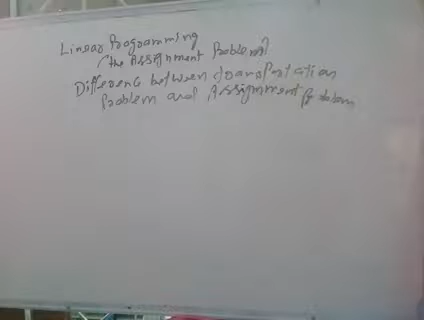 Linear Programming
(the Assignment Problem)
Difference between transportation
Problem and Assignment Problem